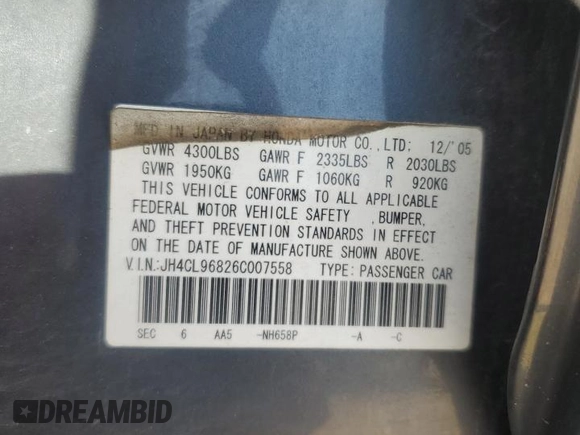 MFD IN JAPAN BY HONDA MOTOR CO.,LTD: 12/'05
GVWR 4300LBS GAWR F 2335LBS R 2030LBS
GVWR 1950KG GAWR F 1060KG R 920KG
THIS VEHICLE CONFORMS TO ALL APPLICABLE
FEDERAL MOTOR VEHICLE SAFETY ,BUMPER,
AND THEFT PREVENTION STANDARDS IN EFFECT
ON THE DATE OF MANUFACTURE SHOWN ABOVE.
V.I.N.:JH4CL96826C007558 TYPE: PASSENGER CAR
SEC 6 AA5 -NH658P -A -C
DREAMBID